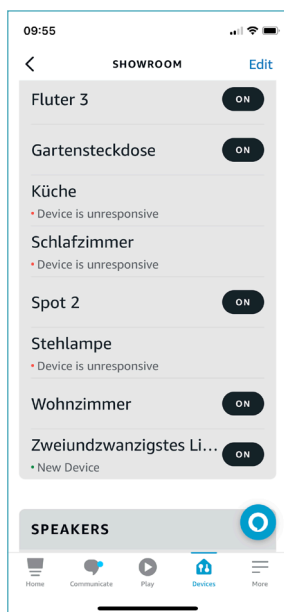 09:55
SHOWROOM Edit
Fluter 3 ON
Gartensteckdose ON
Küche
Device is unresponsive
Schlafzimmer
Device is unresponsive
Spot 2 ON
Stehlampe
Device is unresponsive
Wohnzimmer ON
Zweiundzwanzigstes Li... ON
New Device
SPEAKERS
Home Communicate Play Devices More